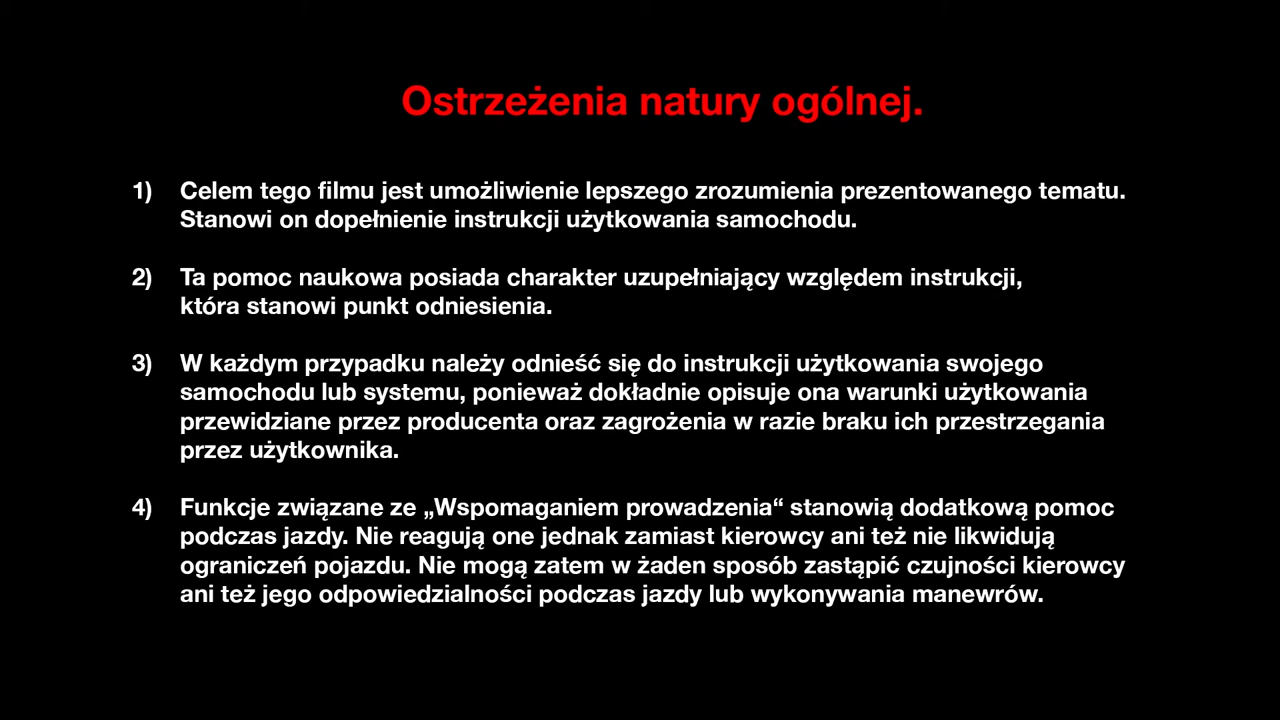 Ostrzeżenia natury ogólnej.
1) Celem tego filmu jest umożliwienie lepszego zrozumienia prezentowanego tematu.
Stanowi on dopełnienie instrukcji użytkowania samochodu.
2) Ta pomoc naukowa posiada charakter uzupełniający względem instrukcji,
która stanowi punkt odniesienia.
3) W każdym przypadku należy odnieść się do instrukcji użytkowania swojego
samochodu lub systemu, ponieważ dokładnie opisuje ona warunki użytkowania
przewidziane przez producenta oraz zagrożenia w razie braku ich przestrzegania
przez użytkownika.
4) Funkcje związane ze „Wspomaganiem prowadzenia“ stanowią dodatkową pomoc
podczas jazdy. Nie reagują one jednak zamiast kierowcy ani też nie likwidują
ograniczeń pojazdu. Nie mogą zatem w żaden sposób zastąpić czujności kierowcy
ani też jego odpowiedzialności podczas jazdy lub wykonywania manewrów.